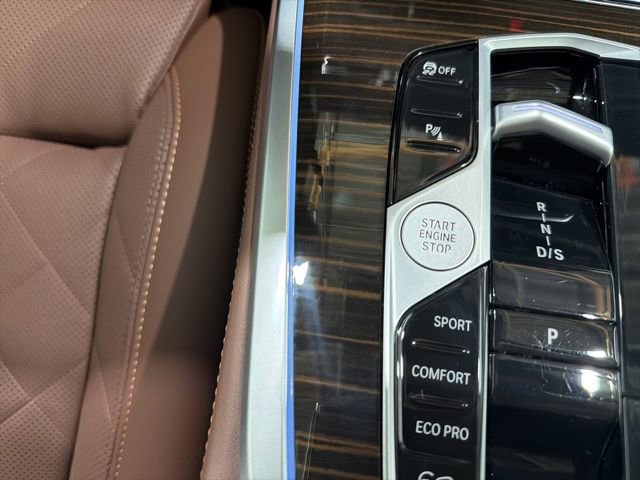 OFF
P
START
ENGINE
STOP
R
N
D/S
P
SPORT
COMFORT
ECO PRO